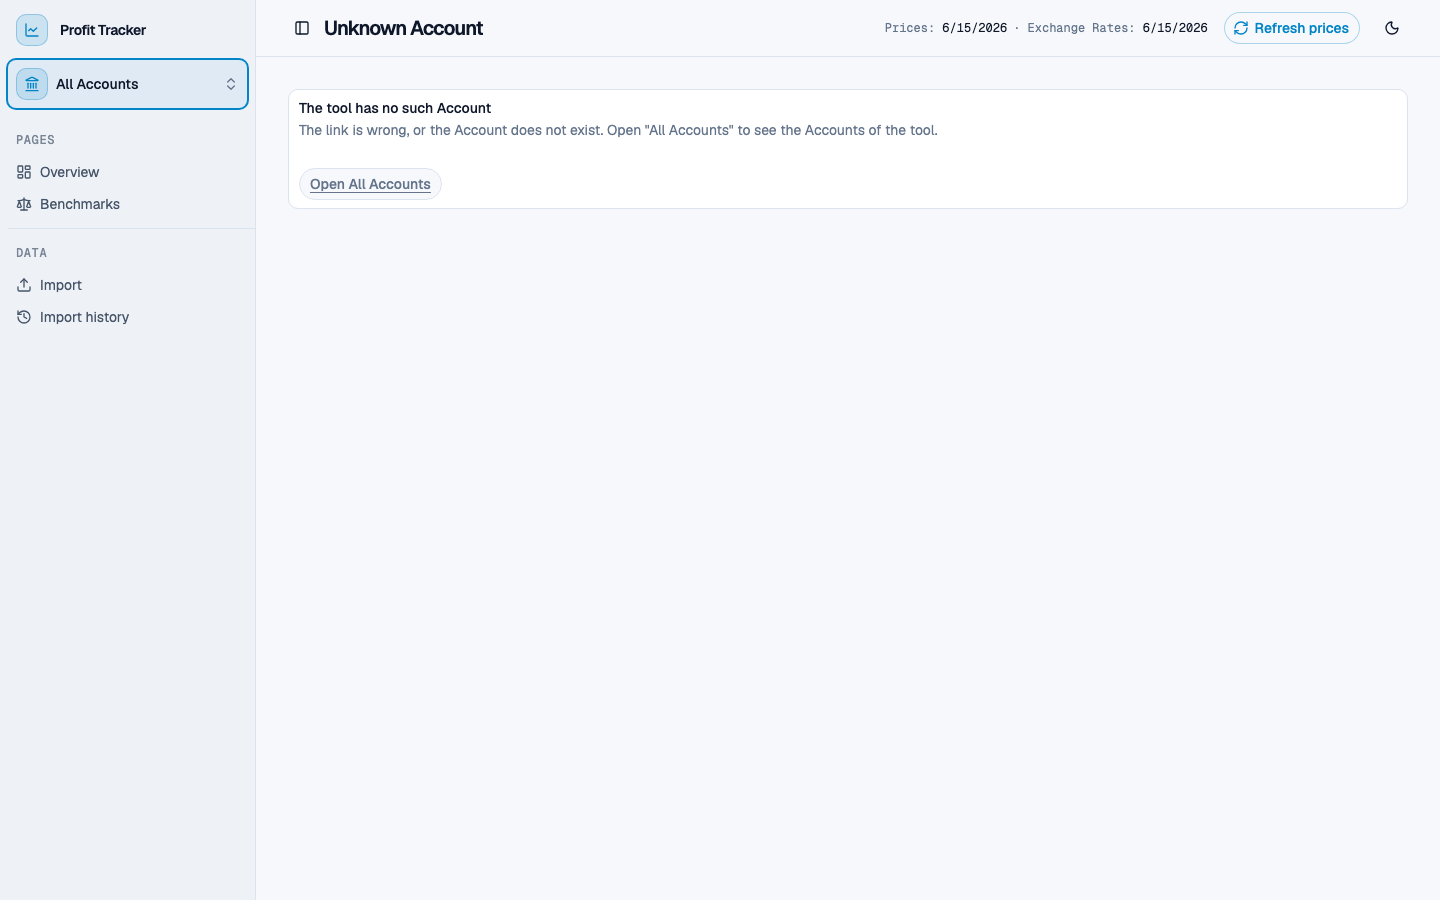 Profit Tracker
All Accounts
PAGES
Overview
Benchmarks
DATA
Import
Import history
Unknown Account
Prices: 6/15/2026 · Exchange Rates: 6/15/2026
Refresh prices
The tool has no such Account
The link is wrong, or the Account does not exist. Open "All Accounts" to see the Accounts of the tool.
Open All Accounts